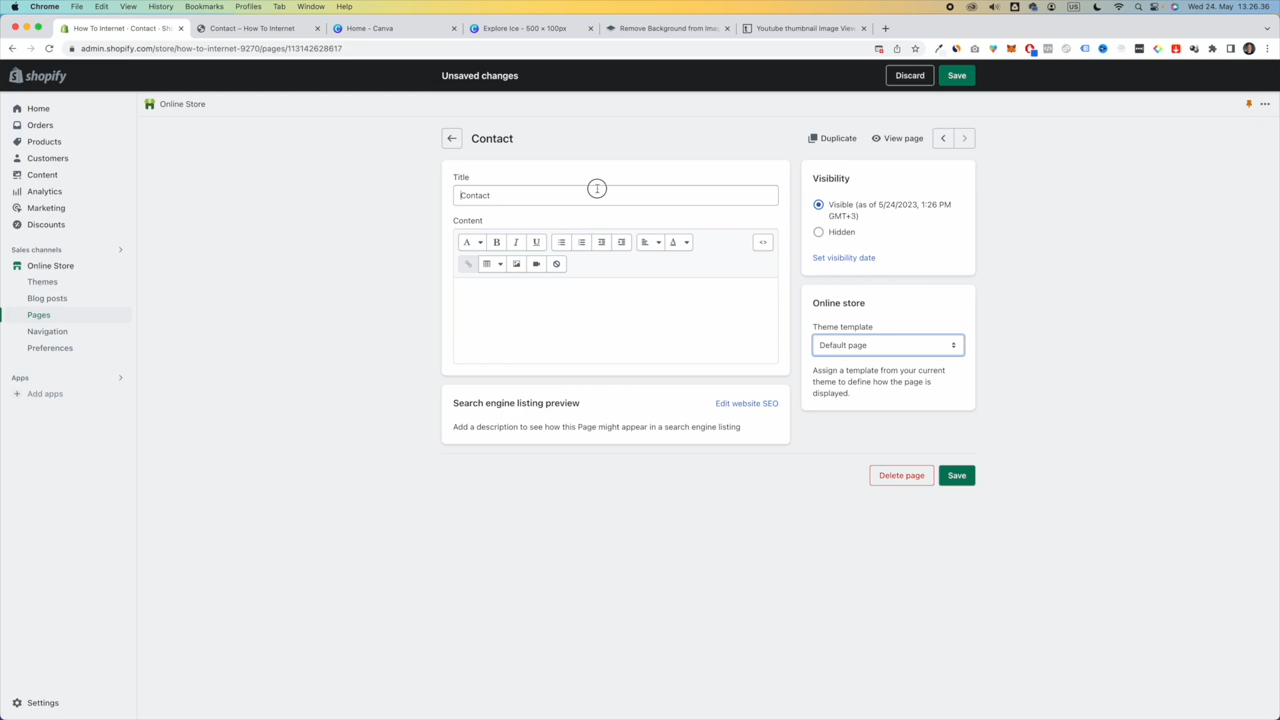 Chrome File Edit View History Bookmarks Profiles Tab Window Help US Wed 24. May 13.26.36
How To Internet · Contact · Sh Contact – How To Internet Home - Canva Explore Ice - 500 × 100px Remove Background from Ima Youtube thumbnail Image View
admin.shopify.com/store/how-to-internet-9270/pages/113142628617
shopify Unsaved changes Discard Save
Online Store
Home
Orders
Products
Customers
Content
Analytics
Marketing
Discounts
Sales channels
Online Store
Themes
Blog posts
Pages
Navigation
Preferences
Apps
Add apps
Settings
Contact Duplicate View page
Title
Contact
Content
A B I U A <>
Search engine listing preview Edit website SEO
Add a description to see how this Page might appear in a search engine listing
Visibility
Visible (as of 5/24/2023, 1:26 PM
GMT+3)
Hidden
Set visibility date
Online store
Theme template
Default page
Assign a template from your current
theme to define how the page is
displayed.
Delete page Save